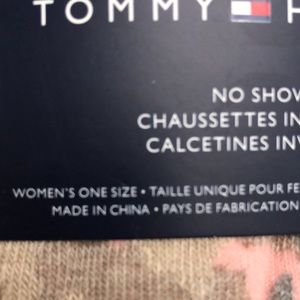 TOMMY H
NO SHOW
CHAUSSETTES IN
CALCETINES INV
WOMEN'S ONE SIZE • TAILLE UNIQUE POUR FE
MADE IN CHINA • PAYS DE FABRICATION